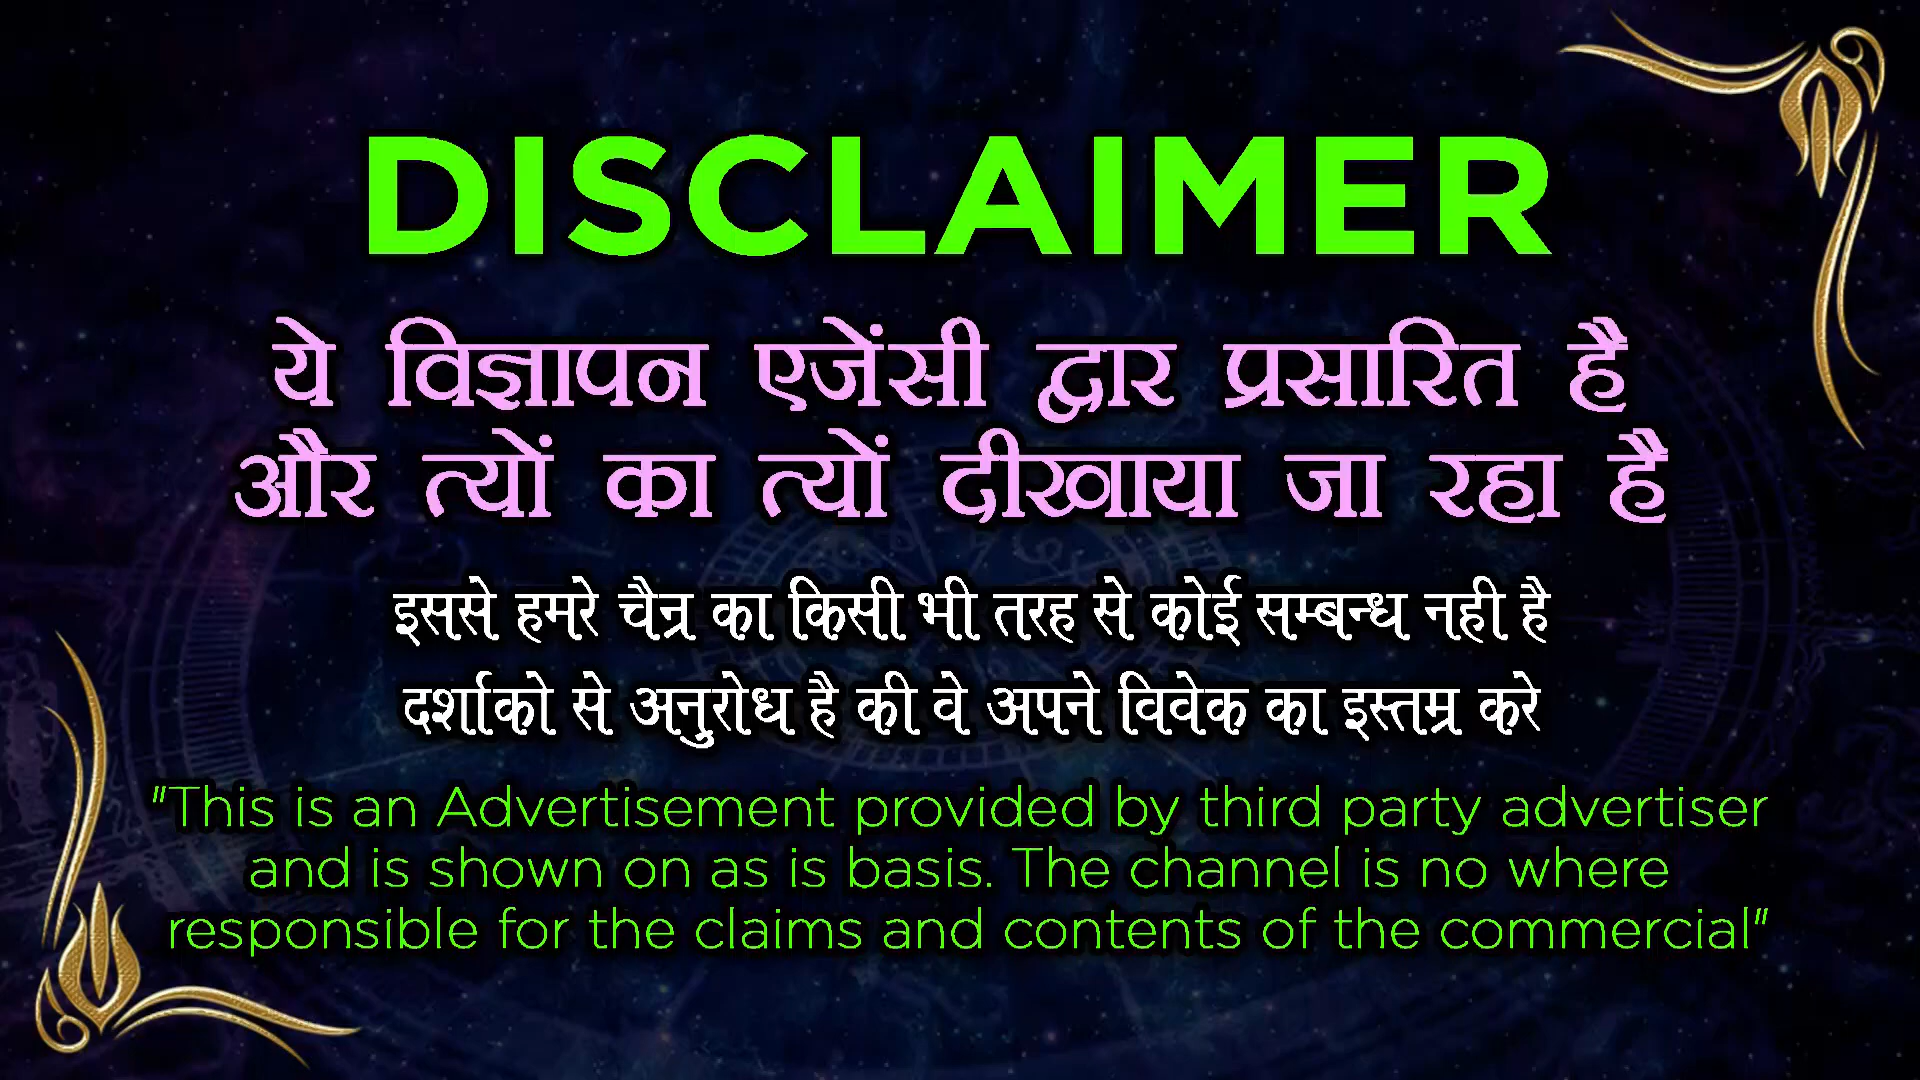 DISCLAIMER
ये विज्ञापन एजेंसी द्वार प्रसारित है
और त्यों का त्यों दीखाया जा रहा है
इससे हमरे चैन्र का किसी भी तरह से कोई सम्बन्ध नही है
दर्शाको से अनुरोध है की वे अपने विवेक का इस्तम्र करे
"This is an Advertisement provided by third party advertiser
and is shown on as is basis. The channel is no where
responsible for the claims and contents of the commercial"